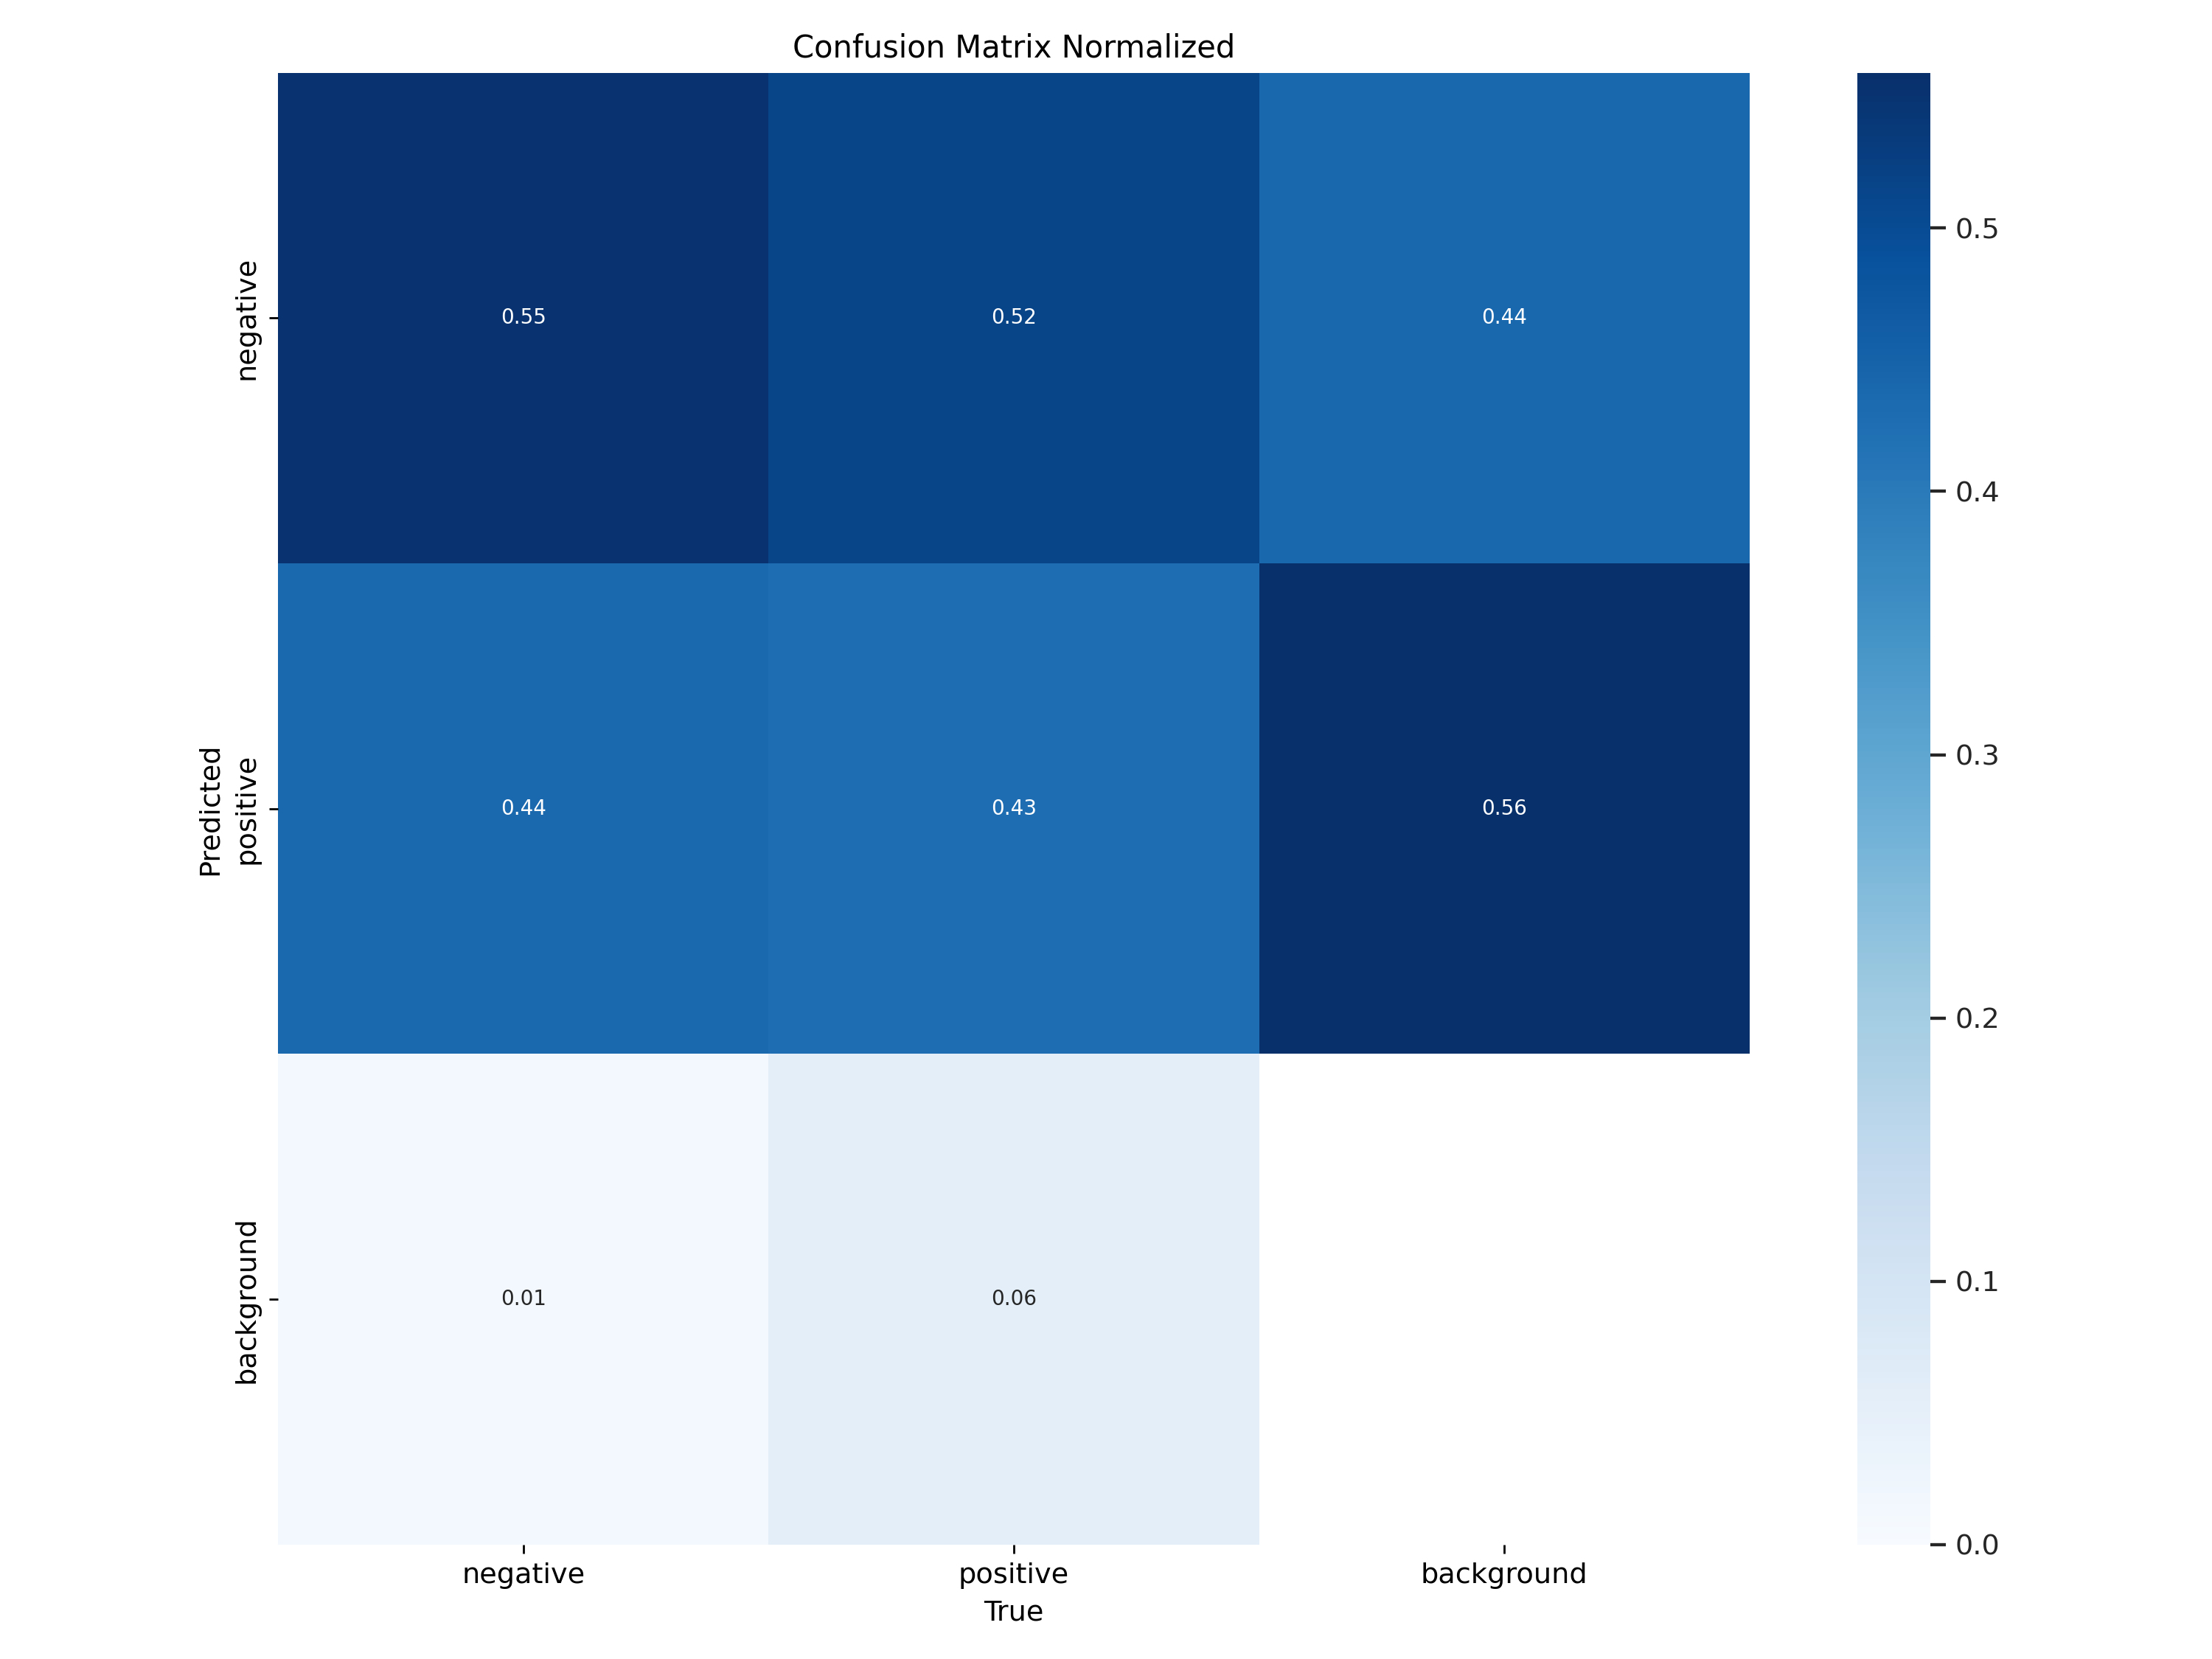 Confusion Matrix Normalized
negative
0.55
0.52
0.44
0.5
0.4
Predicted
positive
0.44
0.43
0.56
0.3
0.2
background
0.01
0.06
0.1
0.0
negative
positive
background
True